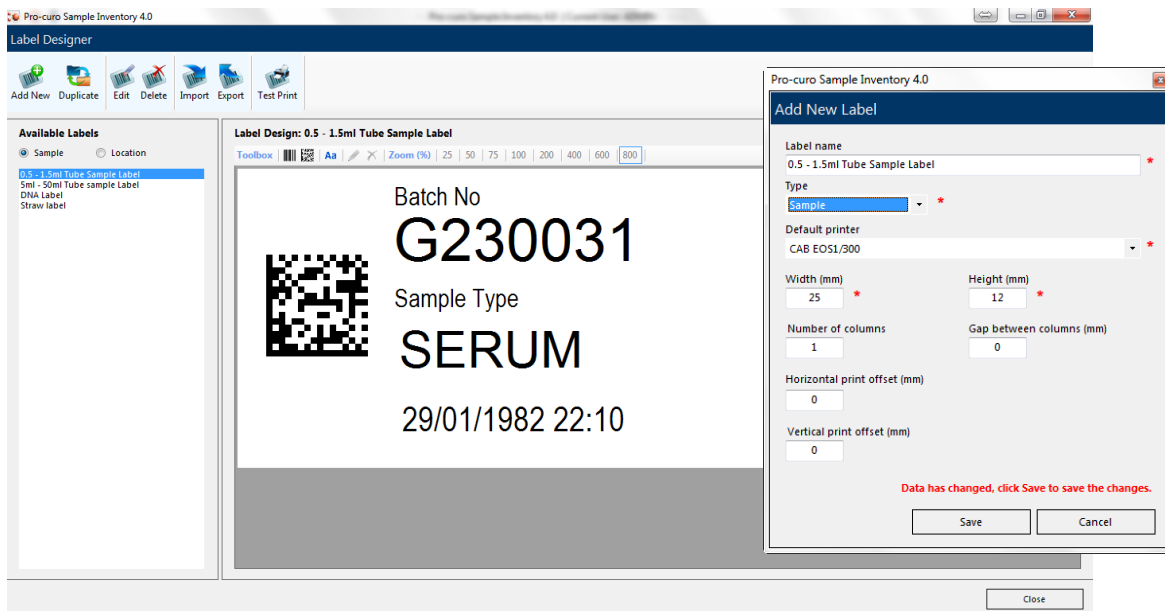 Pro-curo Sample Inventory 4.0
Label Designer
Add New Duplicate Edit Delete Import Export Test Print
Available Labels
Sample Location
0.5 - 1.5ml Tube Sample Label
5ml - 50ml Tube sample Label
DNA Label
Straw label
Label Design: 0.5 - 1.5ml Tube Sample Label
Toolbox Aa Zoom (%) 25 50 75 100 200 400 600 800
Batch No
G230031
Sample Type
SERUM
29/01/1982 22:10
Pro-curo Sample Inventory 4.0
Add New Label
Label name
0.5 - 1.5ml Tube Sample Label *
Type
Sample *
Default printer
CAB EOS1/300 *
Width (mm) Height (mm)
25 * 12 *
Number of columns Gap between columns (mm)
1 0
Horizontal print offset (mm)
0
Vertical print offset (mm)
0
Data has changed, click Save to save the changes.
Save Cancel
Close